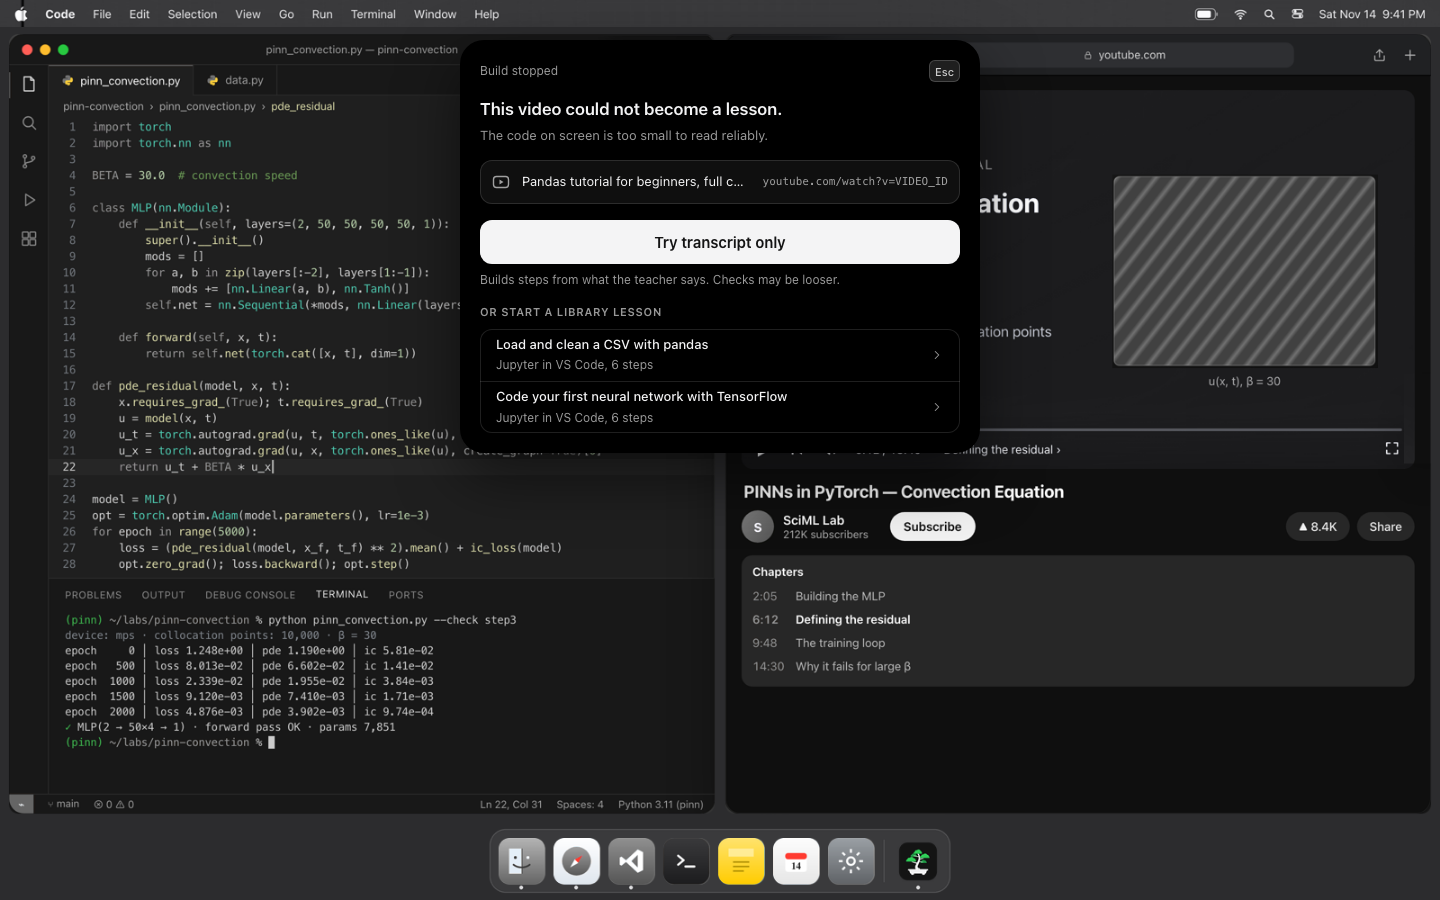 Code File Edit Selection View Go Run Terminal Window Help
Sat Nov 14 9:41 PM
pinn_convection.py — pinn-convection
pinn_convection.py
data.py
pinn-convection › pinn_convection.py › pde_residual
1 import torch
2 import torch.nn as nn
3
4 BETA = 30.0 # convection speed
5
6 class MLP(nn.Module):
7 def __init__(self, layers=(2, 50, 50, 50, 50, 1)):
8 super().__init__()
9 mods = []
10 for a, b in zip(layers[:-2], layers[1:-1]):
11 mods += [nn.Linear(a, b), nn.Tanh()]
12 self.net = nn.Sequential(*mods, nn.Linear(layers
13
14 def forward(self, x, t):
15 return self.net(torch.cat([x, t], dim=1))
16
17 def pde_residual(model, x, t):
18 x.requires_grad_(True); t.requires_grad_(True)
19 u = model(x, t)
20 u_t = torch.autograd.grad(u, t, torch.ones_like(u),
21 u_x = torch.autograd.grad(u, x, torch.ones_like(u),
22 return u_t + BETA * u_x
23
24 model = MLP()
25 opt = torch.optim.Adam(model.parameters(), lr=1e-3)
26 for epoch in range(5000):
27 loss = (pde_residual(model, x_f, t_f) ** 2).mean() + ic_loss(model)
28 opt.zero_grad(); loss.backward(); opt.step()
PROBLEMS OUTPUT DEBUG CONSOLE TERMINAL PORTS
(pinn) ~/labs/pinn-convection % python pinn_convection.py --check step3
device: mps · collocation points: 10,000 · β = 30
epoch 0 | loss 1.248e+00 | pde 1.190e+00 | ic 5.81e-02
epoch 500 | loss 8.013e-02 | pde 6.602e-02 | ic 1.41e-02
epoch 1000 | loss 2.339e-02 | pde 1.955e-02 | ic 3.84e-03
epoch 1500 | loss 9.120e-03 | pde 7.410e-03 | ic 1.71e-03
epoch 2000 | loss 4.876e-03 | pde 3.902e-03 | ic 9.74e-04
✓ MLP(2 → 50×4 → 1) · forward pass OK · params 7,851
(pinn) ~/labs/pinn-convection %
main 0 0
Ln 22, Col 31 Spaces: 4 Python 3.11 (pinn)
Build stopped
Esc
This video could not become a lesson.
The code on screen is too small to read reliably.
Pandas tutorial for beginners, full c...
youtube.com/watch?v=VIDEO_ID
Try transcript only
Builds steps from what the teacher says. Checks may be looser.
OR START A LIBRARY LESSON
Load and clean a CSV with pandas
Jupyter in VS Code, 6 steps
Code your first neural network with TensorFlow
Jupyter in VS Code, 6 steps
youtube.com
AL
ation
ation points
u(x, t), β = 30
ning the residual ›
PINNs in PyTorch — Convection Equation
S
SciML Lab
212K subscribers
Subscribe
8.4K
Share
Chapters
2:05 Building the MLP
6:12 Defining the residual
9:48 The training loop
14:30 Why it fails for large β
14